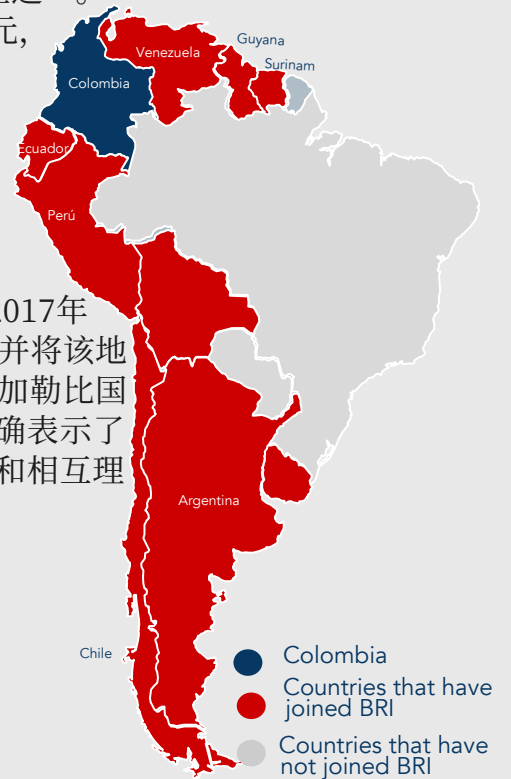 元,
Venezuela
Guyana
Surinam
Colombia
Ecuador
Perú
2017年
并将该地
加勒比国
确表示了
和相互理
Argentina
Chile
Colombia
Countries that have
joined BRI
Countries that have
not joined BRI